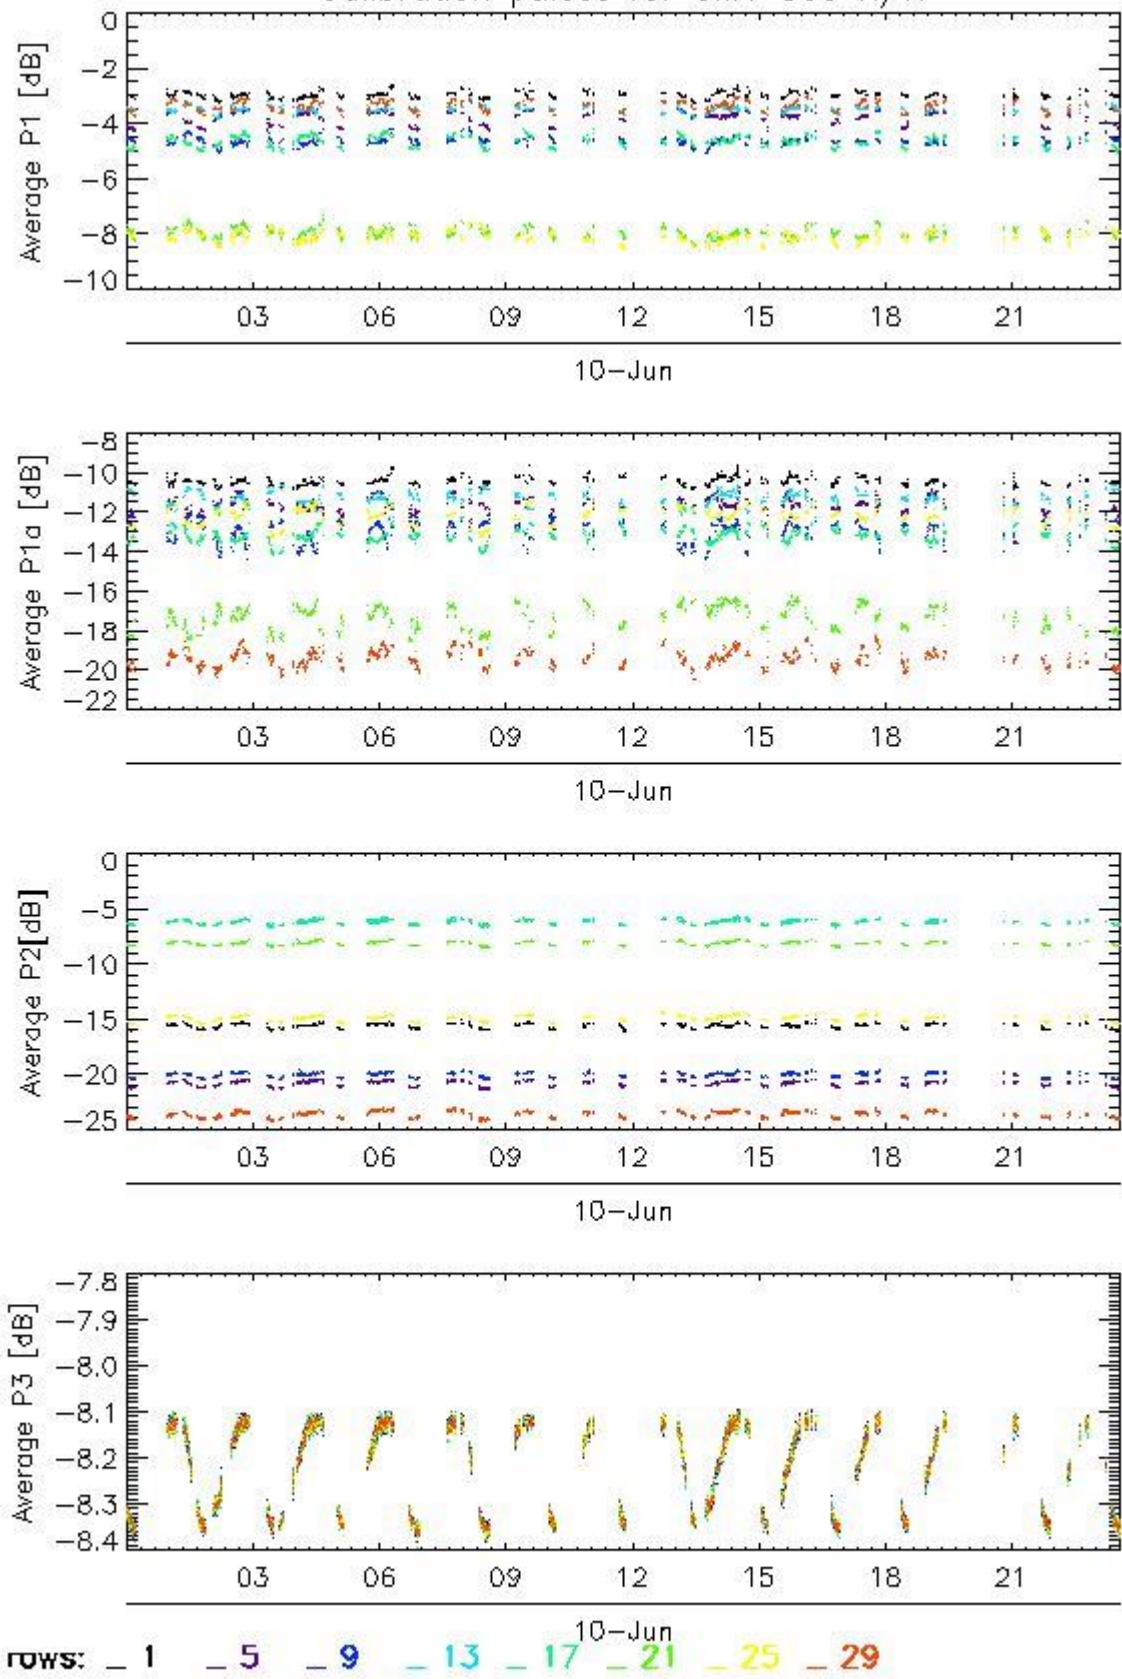 0
-2
-4
-6
-8
-10
Average P1 [dB]
03 06 09 12 15 18 21
10-Jun
-8
-10
-12
-14
-16
-18
-20
-22
Average P1a [dB]
03 06 09 12 15 18 21
10-Jun
0
-5
-10
-15
-20
-25
Average P2[dB]
03 06 09 12 15 18 21
10-Jun
-7.8
-7.9
-8.0
-8.1
-8.2
-8.3
-8.4
Average P3 [dB]
03 06 09 12 15 18 21
10-Jun
rows: _ 1 _ 5 _ 9 _ 13 _ 17 _ 21 _ 25 _ 29